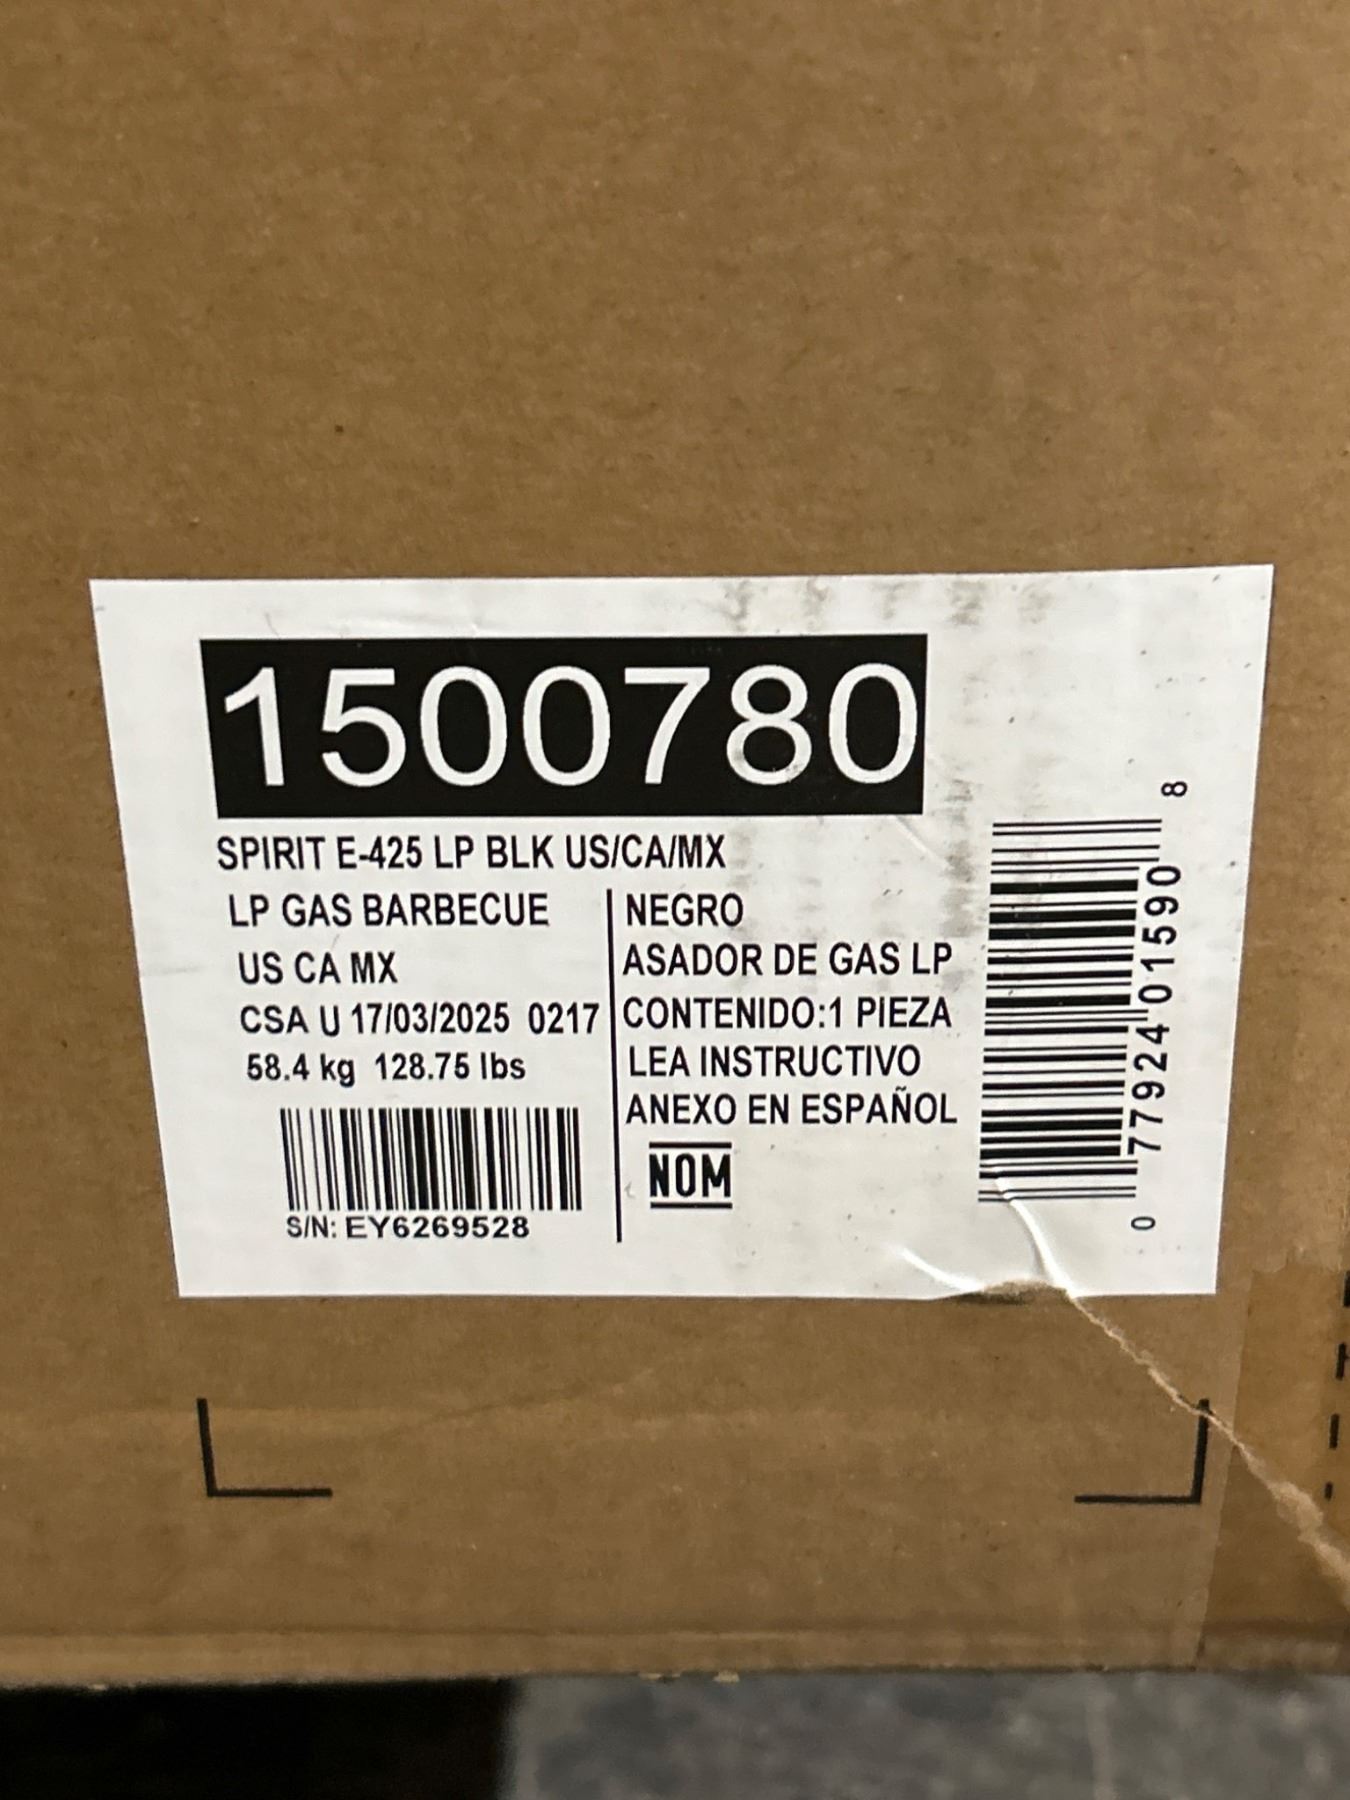 1500780
SPIRIT E-425 LP BLK US/CA/MX
LP GAS BARBECUE
US CA MX
CSA U 17/03/2025 0217
58.4 kg 128.75 lbs
S/N: EY6269528
NEGRO
ASADOR DE GAS LP
CONTENIDO:1 PIEZA
LEA INSTRUCTIVO
ANEXO EN ESPAÑOL
NOM
0 77924 01590 8